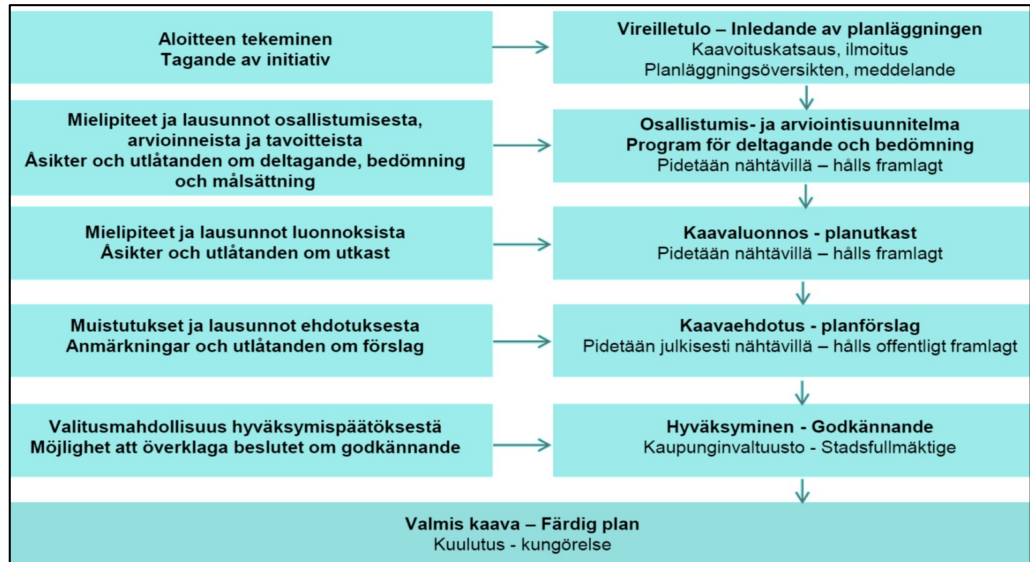 Aloitteen tekeminen
Tagande av initiativ
Vireilletulo – Inledande av planläggningen
Kaavoituskatsaus, ilmoitus
Planläggningsöversikten, meddelande
Mielipiteet ja lausunnot osallistumisesta,
arvioinneista ja tavoitteista
Åsikter och utlåtanden om deltagande, bedömning
och målsättning
Osallistumis- ja arviointisuunnitelma
Program för deltagande och bedömning
Pidetään nähtävillä – hålls framlagt
Mielipiteet ja lausunnot luonnoksista
Åsikter och utlåtanden om utkast
Kaavaluonnos - planutkast
Pidetään nähtävillä – hålls framlagt
Muistutukset ja lausunnot ehdotuksesta
Anmärkningar och utlåtanden om förslag
Kaavaehdotus - planförslag
Pidetään julkisesti nähtävillä – hålls offentligt framlagt
Valitusmahdollisuus hyväksymispäätöksestä
Möjlighet att överklaga beslutet om godkännande
Hyväksyminen - Godkännande
Kaupunginvaltuusto - Stadsfullmäktige
Valmis kaava – Färdig plan
Kuulutus - kungörelse